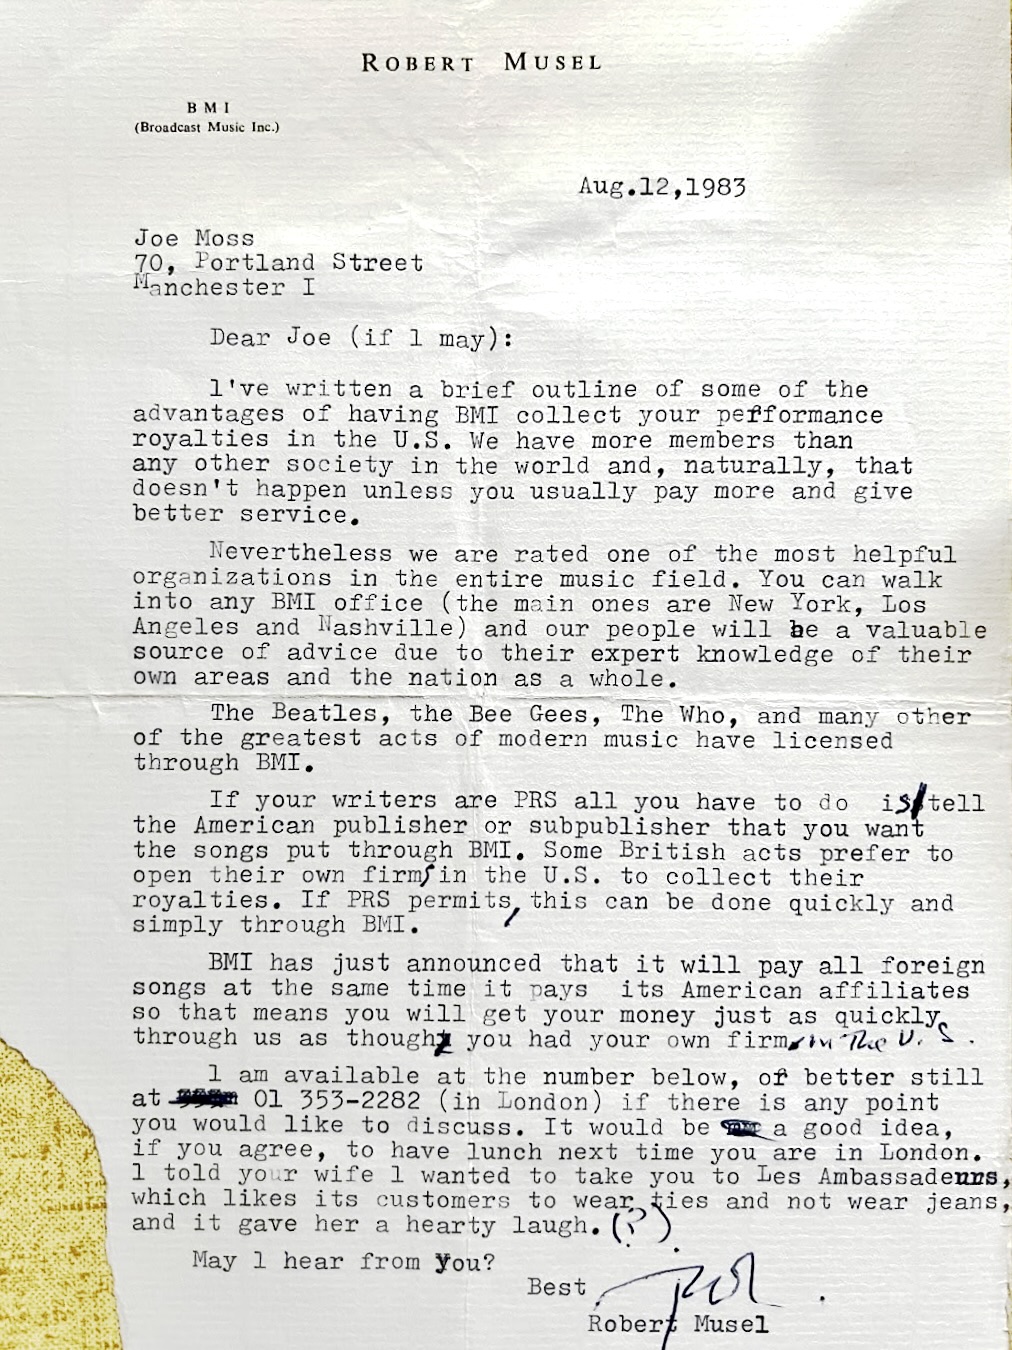 ROBERT MUSEL
BMI
(Broadcast Music Inc.)
Aug.12,1983
Joe Moss
70, Portland Street
Manchester I
Dear Joe (if l may):
l've written a brief outline of some of the
advantages of having BMI collect your performance
royalties in the U.S. We have more members than
any other society in the world and, naturally, that
doesn't happen unless you usually pay more and give
better service.
Nevertheless we are rated one of the most helpful
organizations in the entire music field. You can walk
into any BMI office (the main ones are New York, Los
Angeles and Nashville) and our people will be a valuable
source of advice due to their expert knowledge of their
own areas and the nation as a whole.
The Beatles, the Bee Gees, The Who, and many other
of the greatest acts of modern music have licensed
through BMI.
If your writers are PRS all you have to do is tell
the American publisher or subpublisher that you want
the songs put through BMI. Some British acts prefer to
open their own firm in the U.S. to collect their
royalties. If PRS permits, this can be done quickly and
simply through BMI.
BMI has just announced that it will pay all foreign
songs at the same time it pays its American affiliates
so that means you will get your money just as quickly
through us as though you had your own firm in The U.S.
l am available at the number below, or better still
at 01 353-2282 (in London) if there is any point
you would like to discuss. It would be a good idea,
if you agree, to have lunch next time you are in London.
l told your wife l wanted to take you to Les Ambassadeurs,
which likes its customers to wear ties and not wear jeans,
and it gave her a hearty laugh. (?)
May l hear from you?
Best
Robert Musel